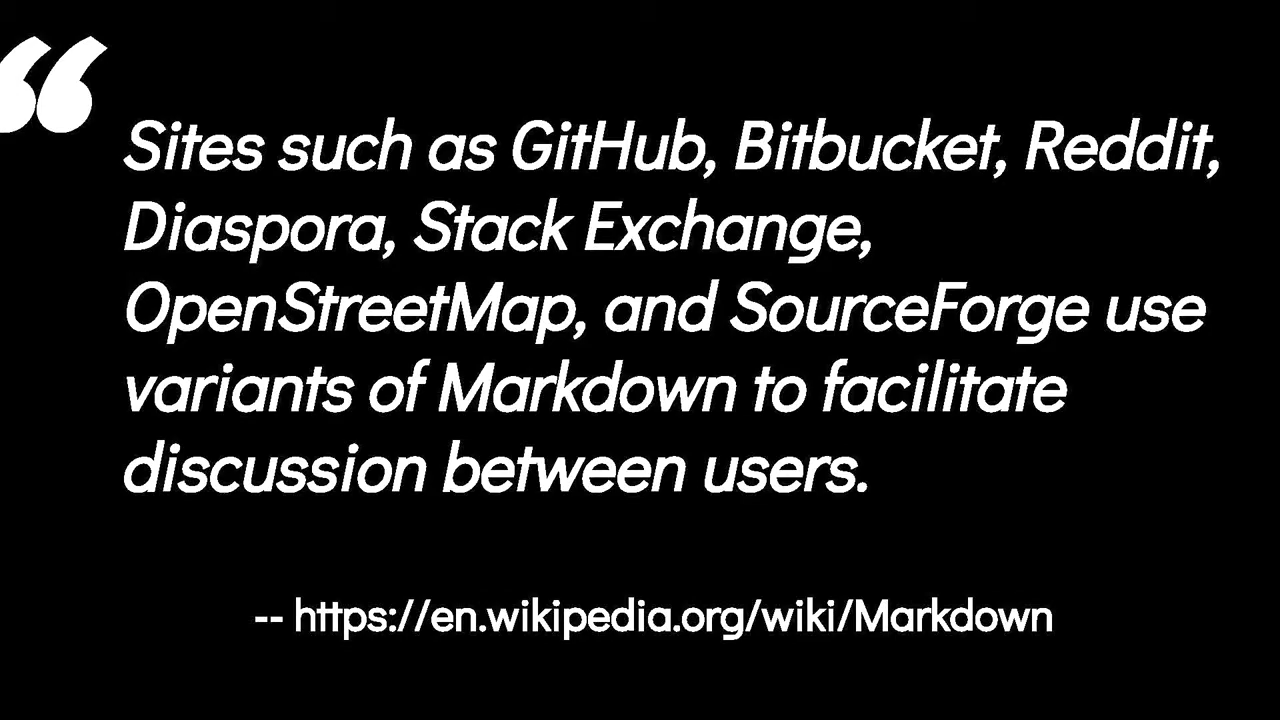 “
Sites such as GitHub, Bitbucket, Reddit,
Diaspora, Stack Exchange,
OpenStreetMap, and SourceForge use
variants of Markdown to facilitate
discussion between users.
-- https://en.wikipedia.org/wiki/Markdown